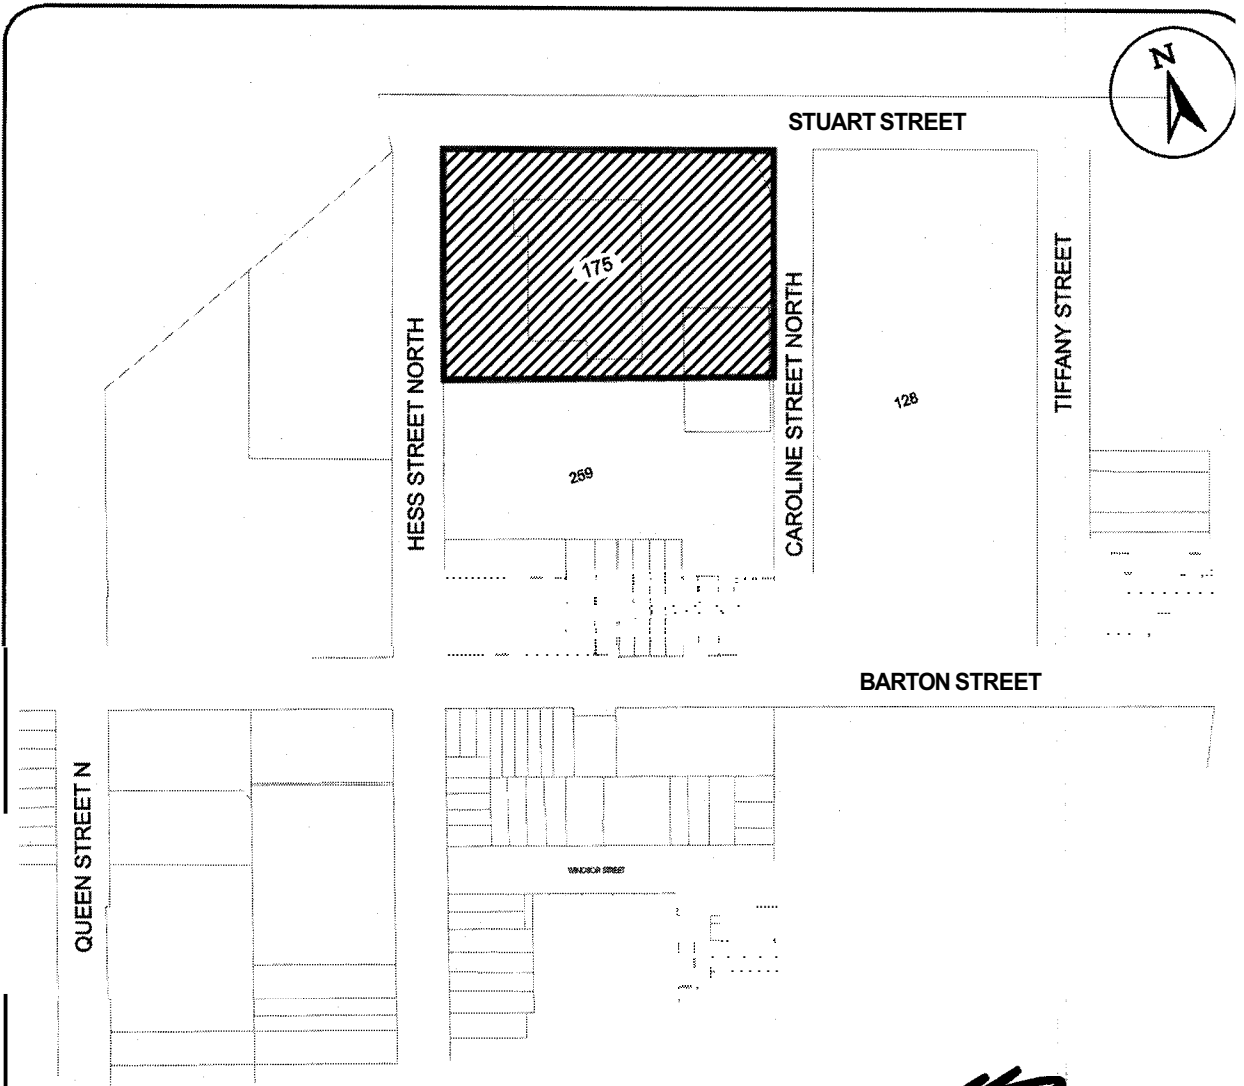 N
STUART STREET
175
HESS STREET NORTH
CAROLINE STREET NORTH
TIFFANY STREET
128
259
BARTON STREET
QUEEN STREET N
WINDSOR STREET